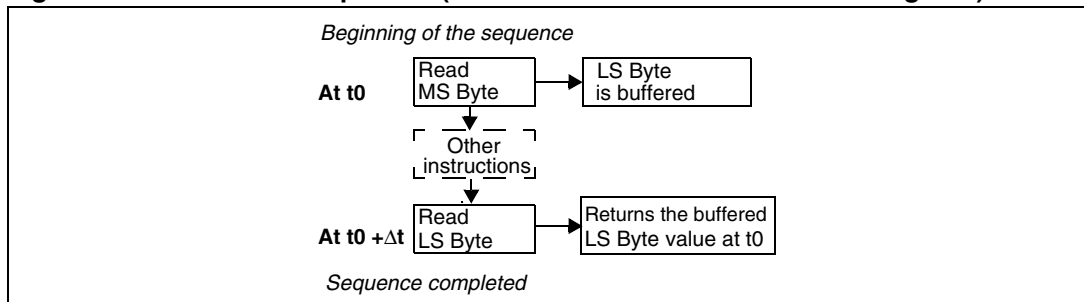 Beginning of the sequence
At t0
Read
MS Byte
LS Byte
is buffered
Other
instructions
At t0 +Δt
Read
LS Byte
Returns the buffered
LS Byte value at t0
Sequence completed